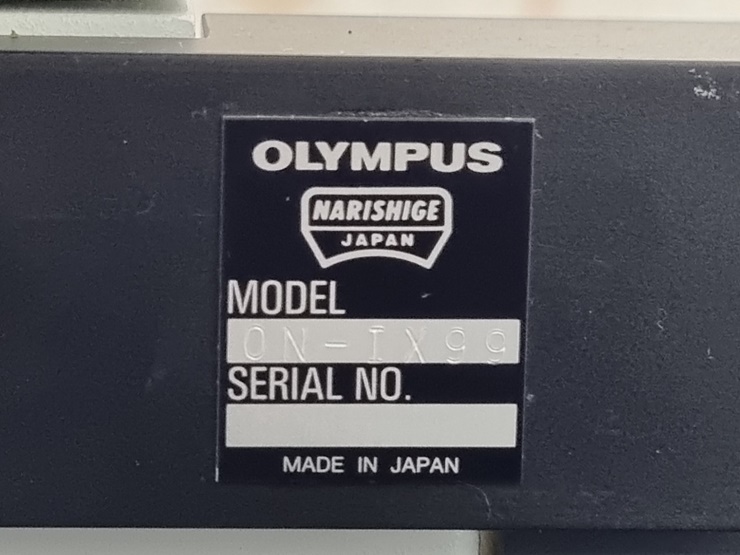 OLYMPUS
NARISHIGE
JAPAN
MODEL
ON-IX99
SERIAL NO.
MADE IN JAPAN